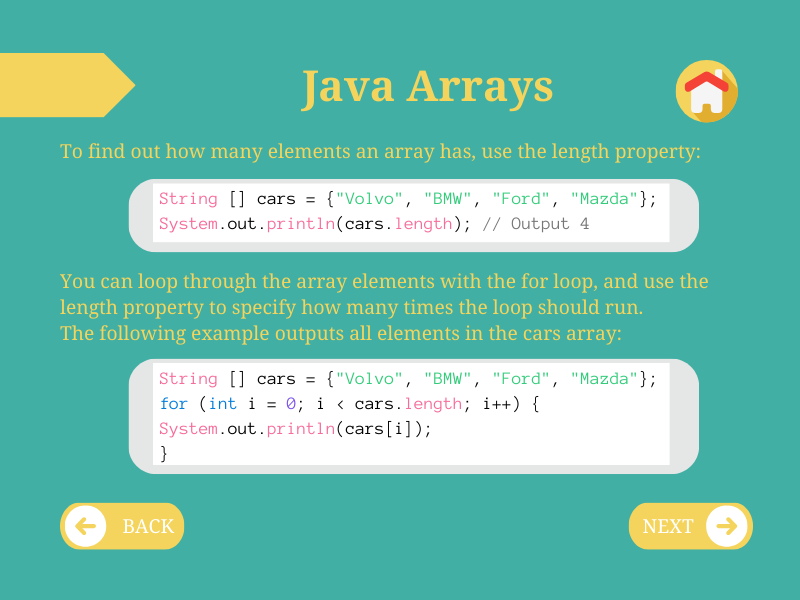 Java Arrays
To find out how many elements an array has, use the length property:
String [] cars = {"Volvo", "BMW", "Ford", "Mazda"};
System.out.println(cars.length); // Output 4
You can loop through the array elements with the for loop, and use the
length property to specify how many times the loop should run.
The following example outputs all elements in the cars array:
String [] cars = {"Volvo", "BMW", "Ford", "Mazda"};
for (int i = 0; i < cars.length; i++) {
System.out.println(cars[i]);
}
BACK
NEXT